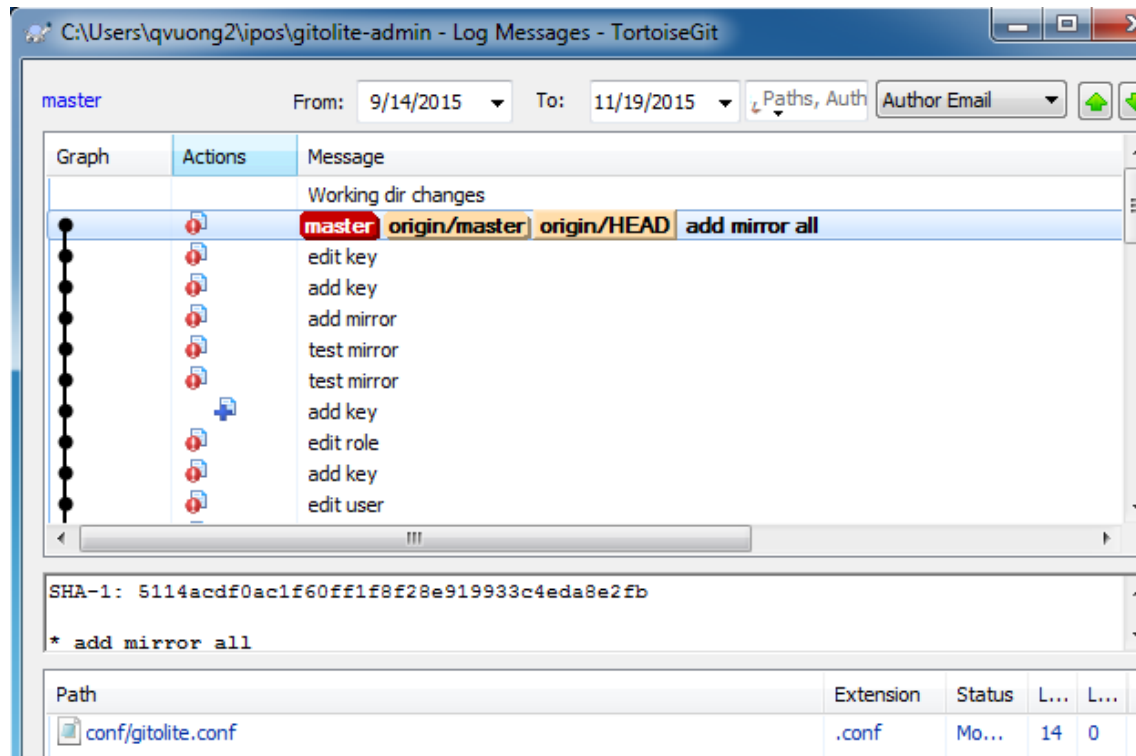 C:\Users\qvuong2\ipos\gitolite-admin - Log Messages - TortoiseGit
master From: 9/14/2015 To: 11/19/2015 Paths, Auth Author Email
Graph Actions Message
Working dir changes
master origin/master origin/HEAD add mirror all
edit key
add key
add mirror
test mirror
test mirror
add key
edit role
add key
edit user
SHA-1: 5114acdf0ac1f60ff1f8f28e919933c4eda8e2fb
* add mirror all
Path Extension Status L... L...
conf/gitolite.conf .conf Mo... 14 0